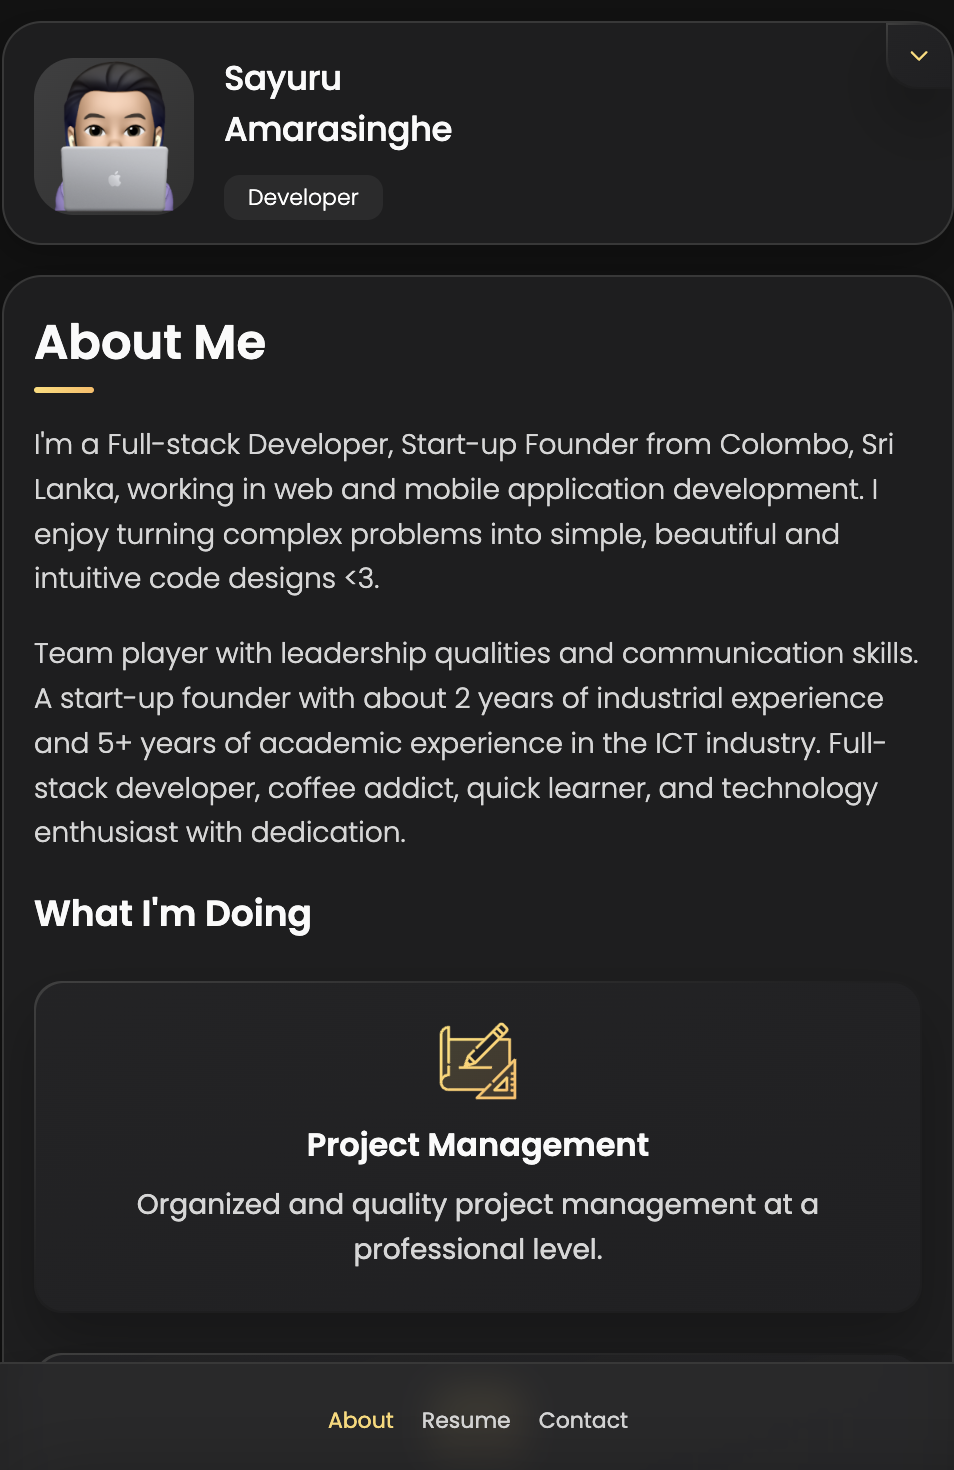 Sayuru
Amarasinghe
Developer
About Me
I'm a Full-stack Developer, Start-up Founder from Colombo, Sri
Lanka, working in web and mobile application development. I
enjoy turning complex problems into simple, beautiful and
intuitive code designs <3.
Team player with leadership qualities and communication skills.
A start-up founder with about 2 years of industrial experience
and 5+ years of academic experience in the ICT industry. Full-
stack developer, coffee addict, quick learner, and technology
enthusiast with dedication.
What I'm Doing
Project Management
Organized and quality project management at a
professional level.
About Resume Contact